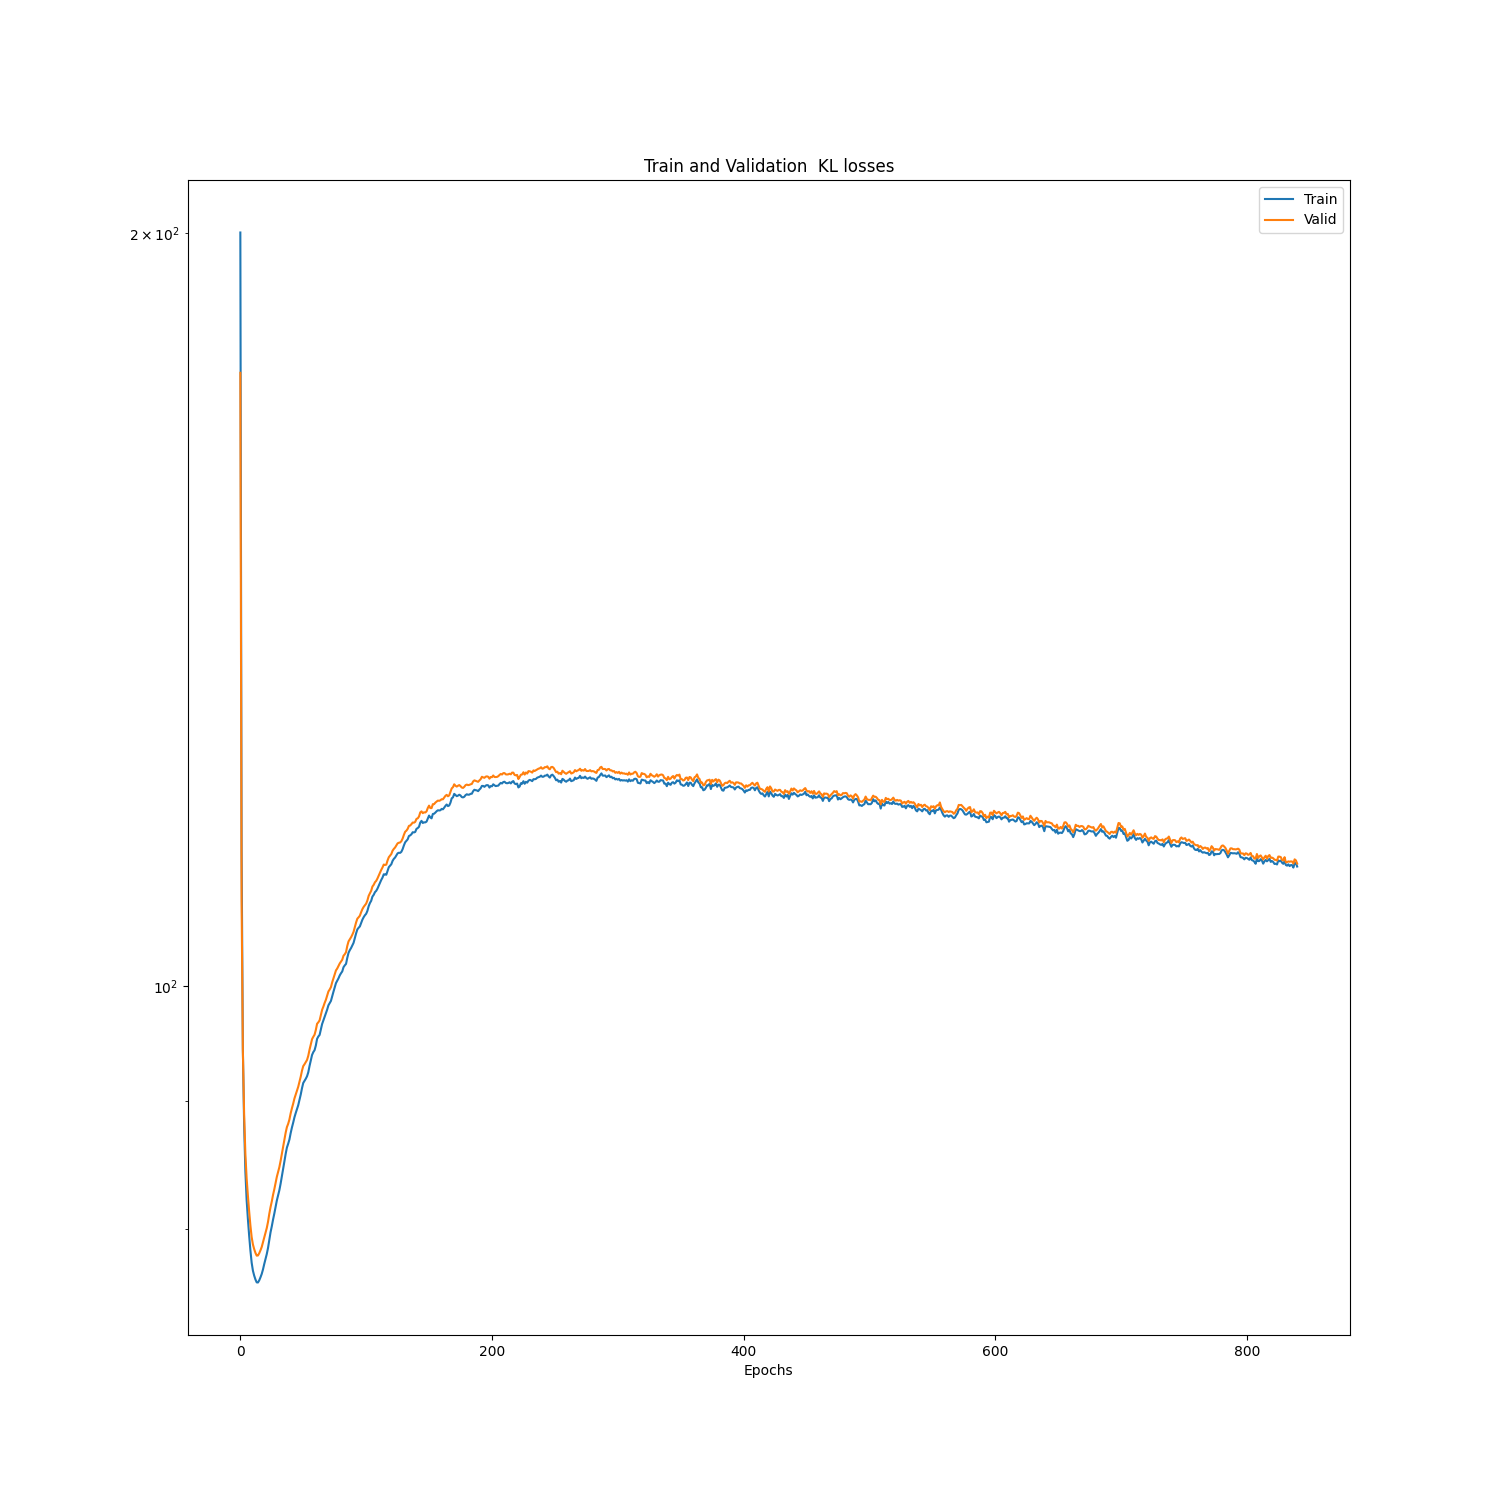 Train and Validation  KL losses
Train
Valid
2 × 10²
10²
0 200 400 600 800
Epochs